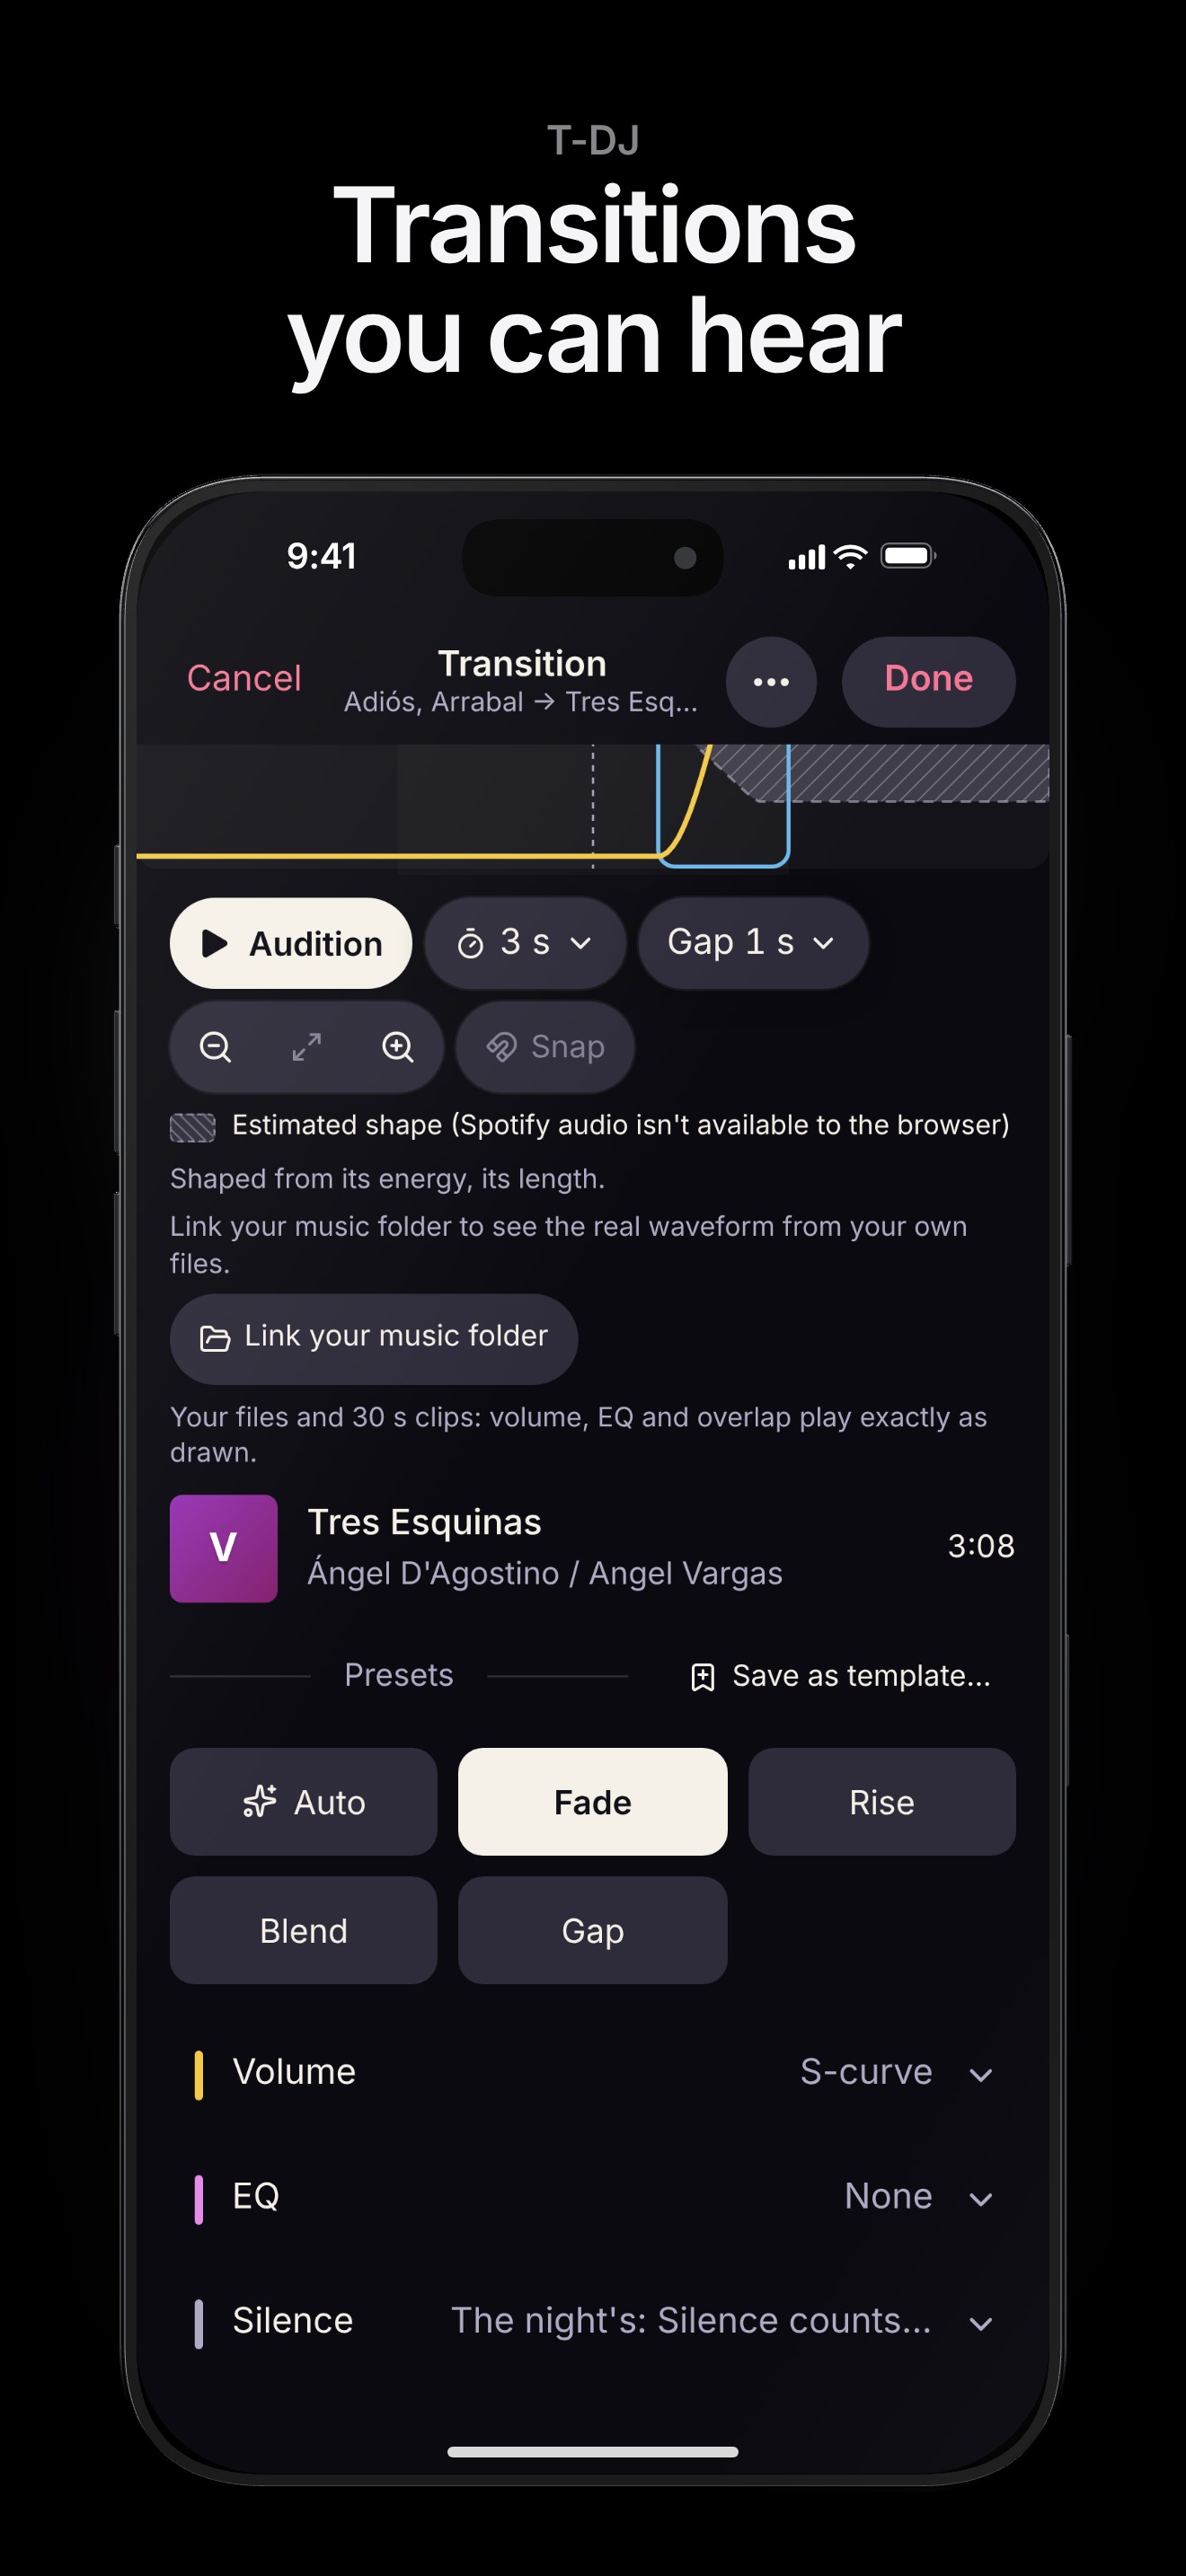 T-DJ
Transitions
you can hear
9:41
Cancel
Transition
Adiós, Arrabal → Tres Esq...
Done
Audition
3 s
Gap 1 s
Snap
Estimated shape (Spotify audio isn't available to the browser)
Shaped from its energy, its length.
Link your music folder to see the real waveform from your own
files.
Link your music folder
Your files and 30 s clips: volume, EQ and overlap play exactly as
drawn.
V
Tres Esquinas
Ángel D'Agostino / Angel Vargas
3:08
Presets
Save as template...
Auto
Fade
Rise
Blend
Gap
Volume
S-curve
EQ
None
Silence
The night's: Silence counts...